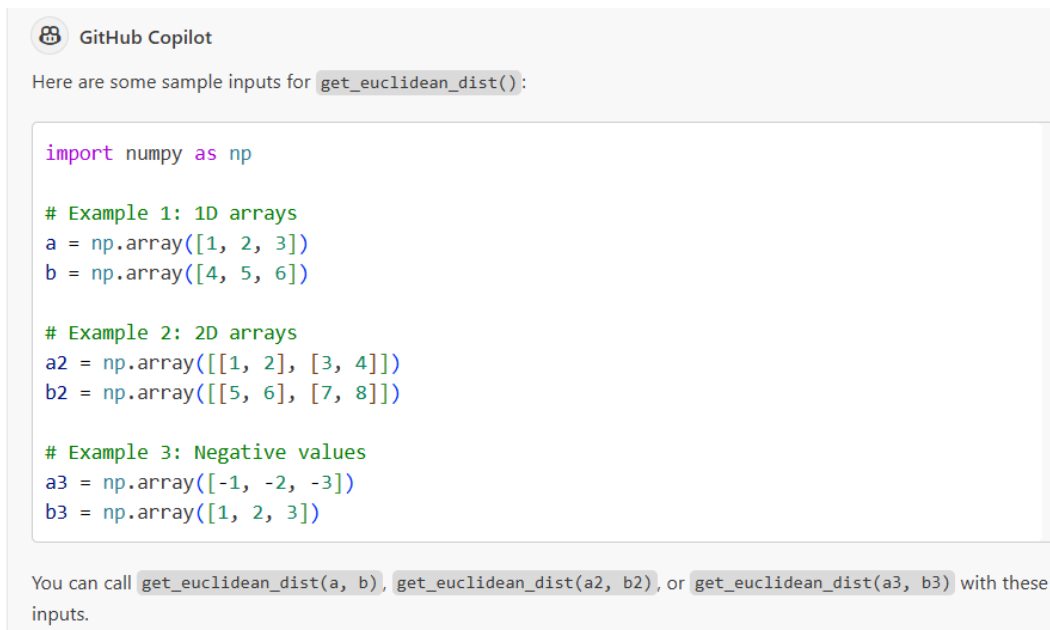 GitHub Copilot
Here are some sample inputs for get_euclidean_dist():
import numpy as np
# Example 1: 1D arrays
a = np.array([1, 2, 3])
b = np.array([4, 5, 6])
# Example 2: 2D arrays
a2 = np.array([[1, 2], [3, 4]])
b2 = np.array([[5, 6], [7, 8]])
# Example 3: Negative values
a3 = np.array([-1, -2, -3])
b3 = np.array([1, 2, 3])
You can call get_euclidean_dist(a, b), get_euclidean_dist(a2, b2), or get_euclidean_dist(a3, b3) with these
inputs.